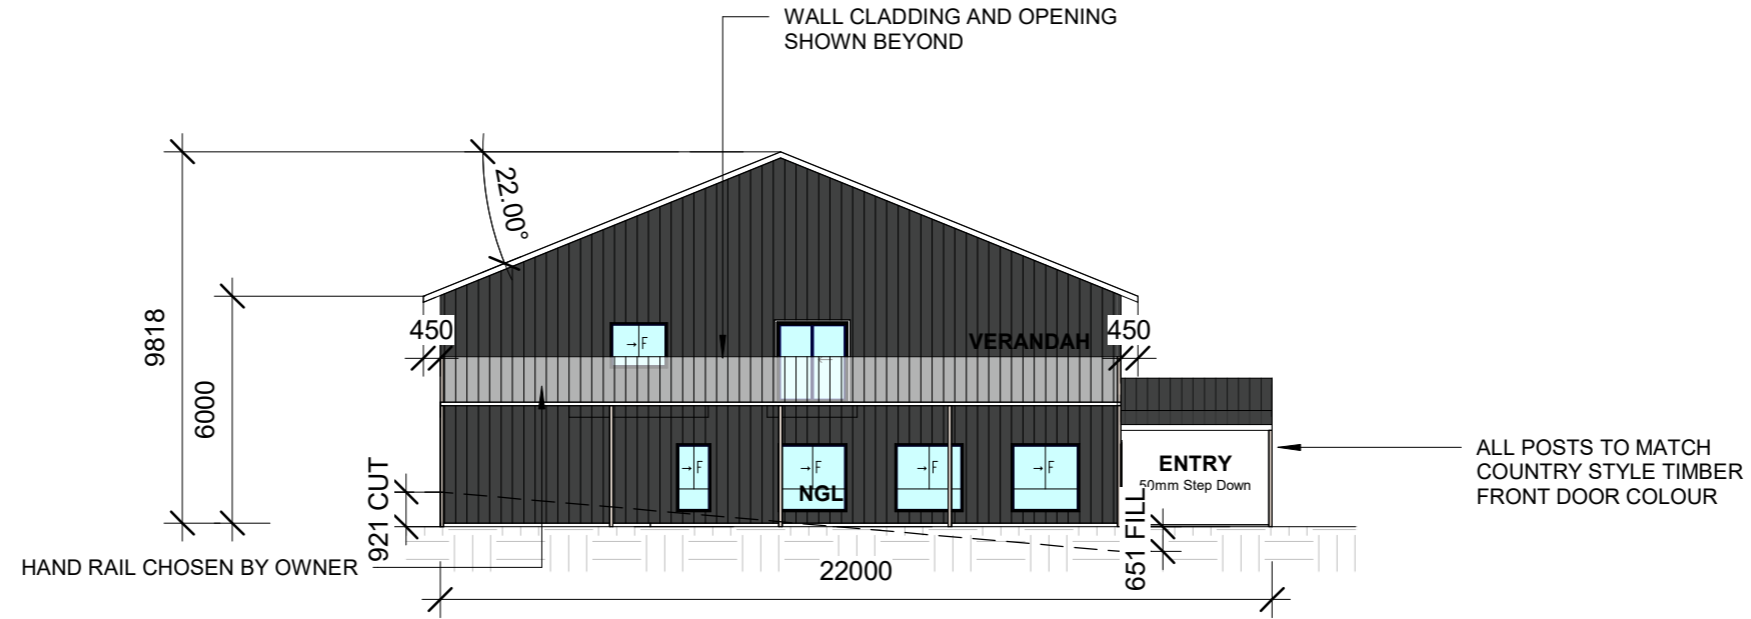 WALL CLADDING AND OPENING
SHOWN BEYOND
22.00°
9818
6000
450
450
→F
VERANDAH
→F
→F
→F
→F
NGL
ENTRY
50mm Step Down
ALL POSTS TO MATCH
COUNTRY STYLE TIMBER
FRONT DOOR COLOUR
921 CUT
651 FILL
HAND RAIL CHOSEN BY OWNER
22000